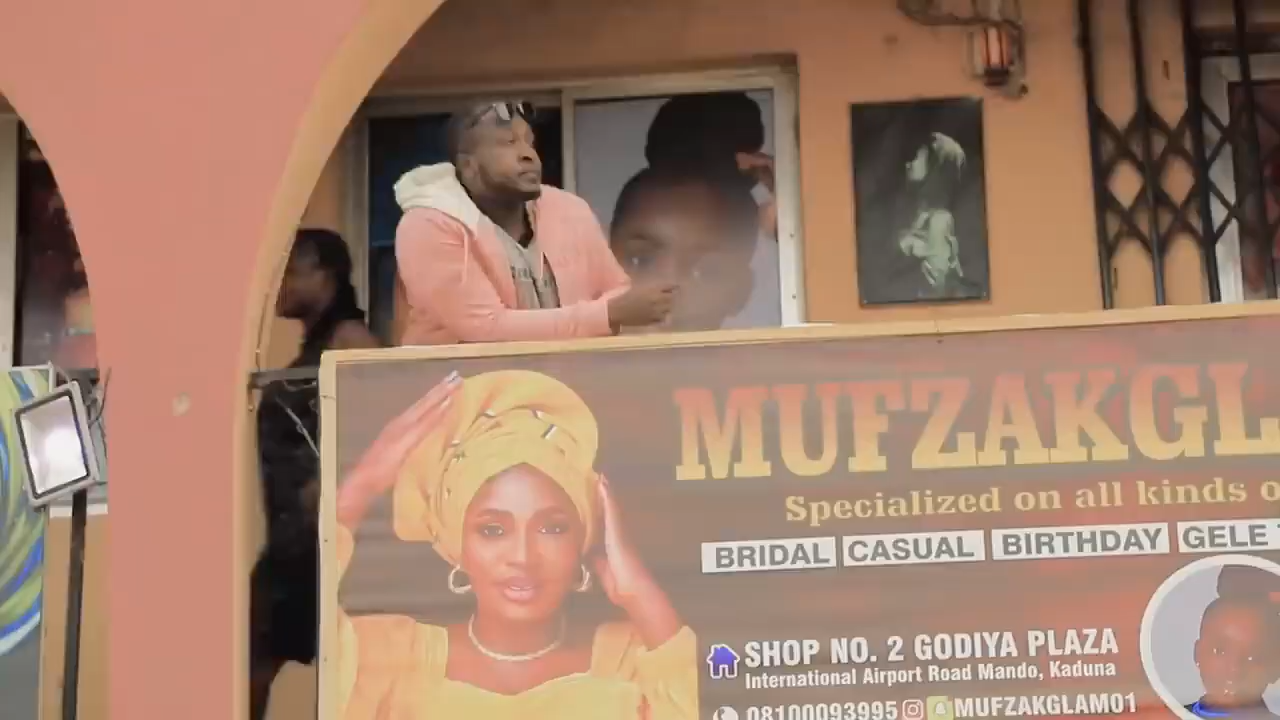 MUFZAKGL
Specialized on all kinds o
BRIDAL CASUAL BIRTHDAY GELE
SHOP NO. 2 GODIYA PLAZA
International Airport Road Mando, Kaduna
08100093995 MUFZAKGLAM01